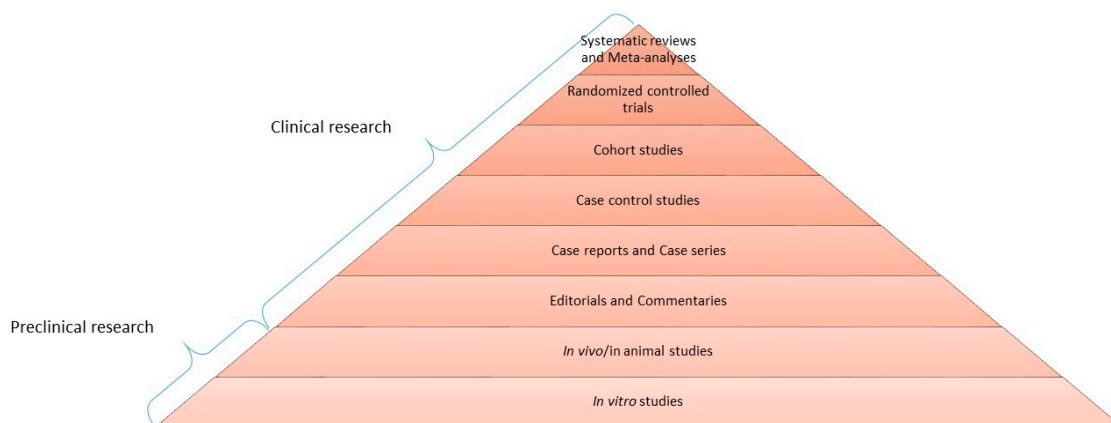 Systematic reviews
and Meta-analyses
Randomized controlled
trials
Clinical research
Cohort studies
Case control studies
Case reports and Case series
Editorials and Commentaries
Preclinical research
In vivo/in animal studies
In vitro studies